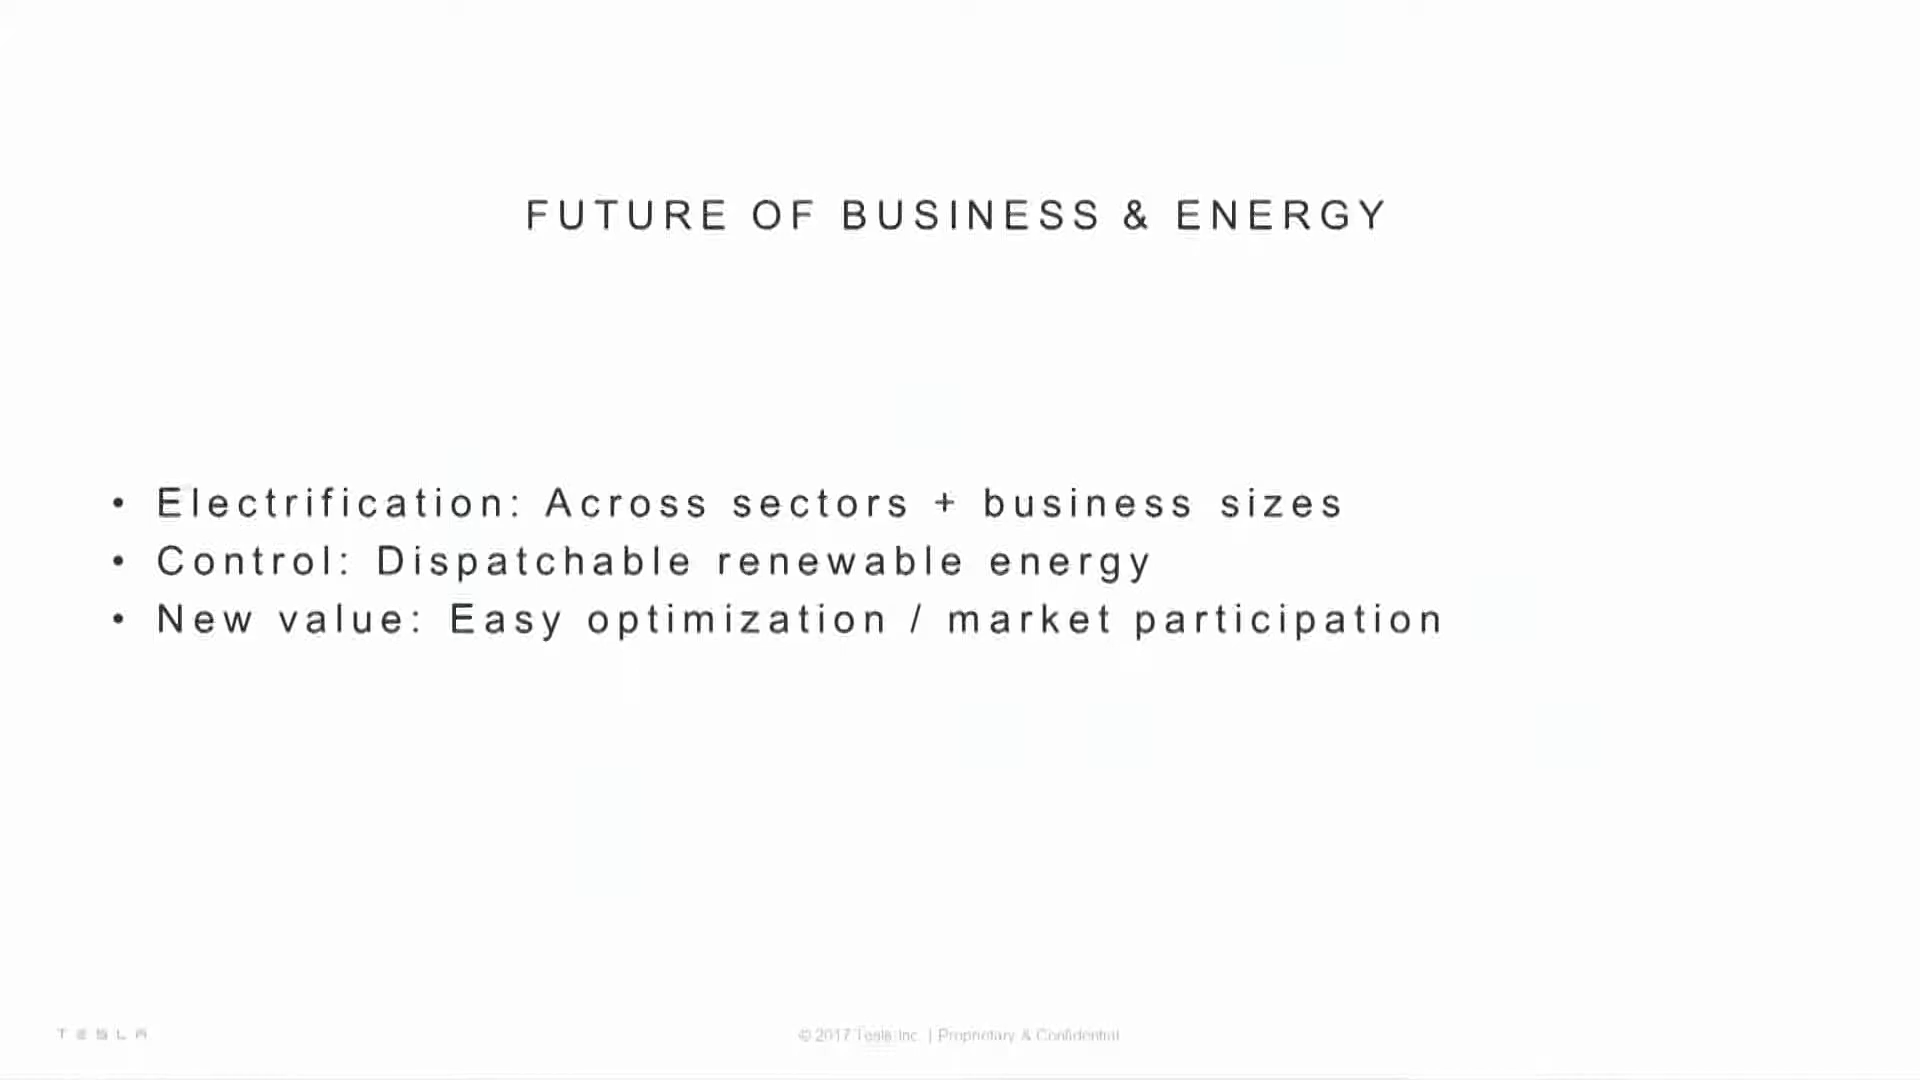 FUTURE OF BUSINESS & ENERGY
• Electrification: Across sectors + business sizes
• Control: Dispatchable renewable energy
• New value: Easy optimization / market participation
TESLA
© 2017 Tesla Inc. | Proprietary & Confidential